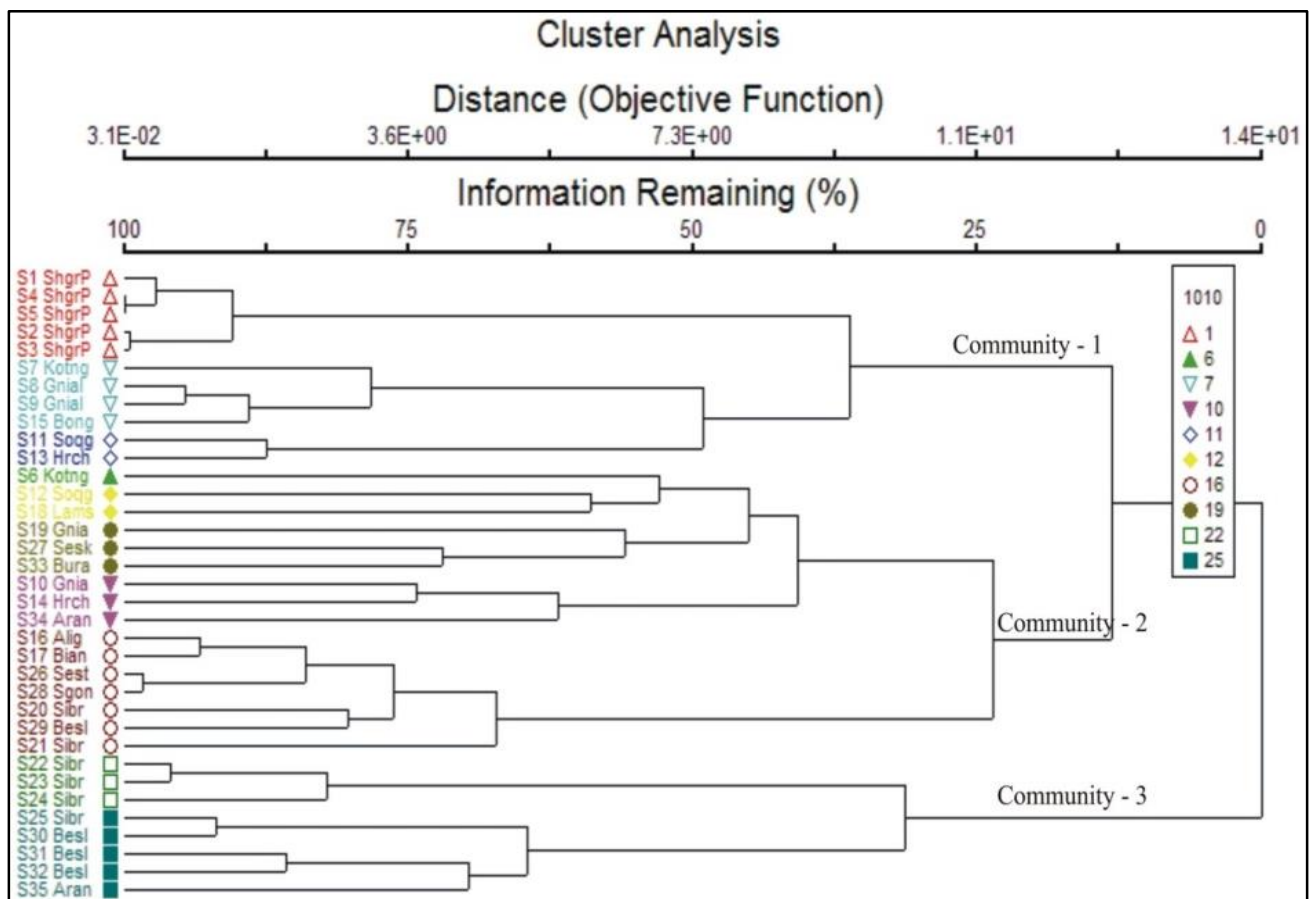 Cluster Analysis
Distance (Objective Function)
3.1E-02 3.6E+00 7.3E+00 1.1E+01 1.4E+01
Information Remaining (%)
100 75 50 25 0
S1 ShgrP
S4 ShgrP
S5 ShgrP
S2 ShgrP
S3 ShgrP
S7 Kotng
S8 Gnial
S9 Gnial
S15 Bong
S11 Soqg
S13 Hrch
S6 Kotng
S12 Soqg
S18 Lams
S19 Gnia
S27 Sesk
S33 Bura
S10 Gnia
S14 Hrch
S34 Aran
S16 Alig
S17 Bian
S26 Sest
S28 Sgon
S20 Sibr
S29 Besl
S21 Sibr
S22 Sibr
S23 Sibr
S24 Sibr
S25 Sibr
S30 Besl
S31 Besl
S32 Besl
S35 Aran
Community - 1
Community - 2
Community - 3
1010
1
6
7
10
11
12
16
19
22
25